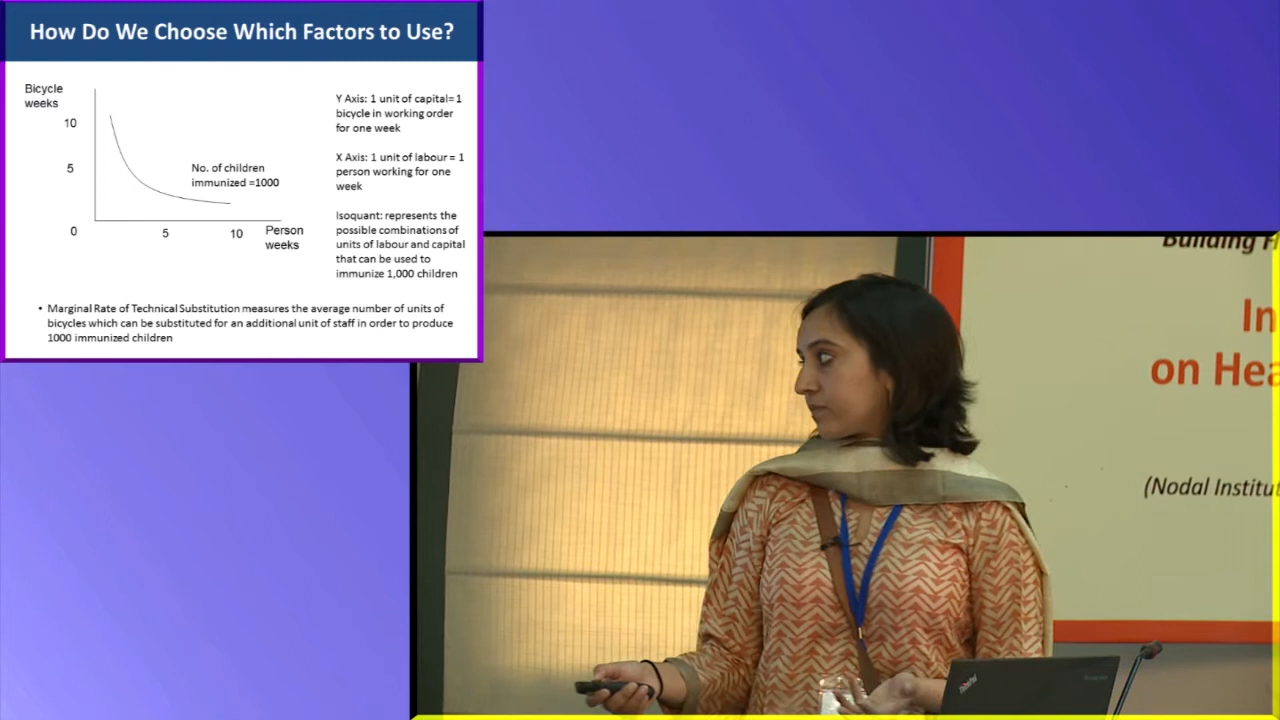 How Do We Choose Which Factors to Use?
Bicycle
weeks
10
5
0
5
10
Person
weeks
No. of children
immunized =1000
Y Axis: 1 unit of capital=1
bicycle in working order
for one week
X Axis: 1 unit of labour = 1
person working for one
week
Isoquant: represents the
possible combinations of
units of labour and capital
that can be used to
immunize 1,000 children
• Marginal Rate of Technical Substitution measures the average number of units of
bicycles which can be substituted for an additional unit of staff in order to produce
1000 immunized children
Building
In
on Hea
(Nodal Institu
ThinkPad